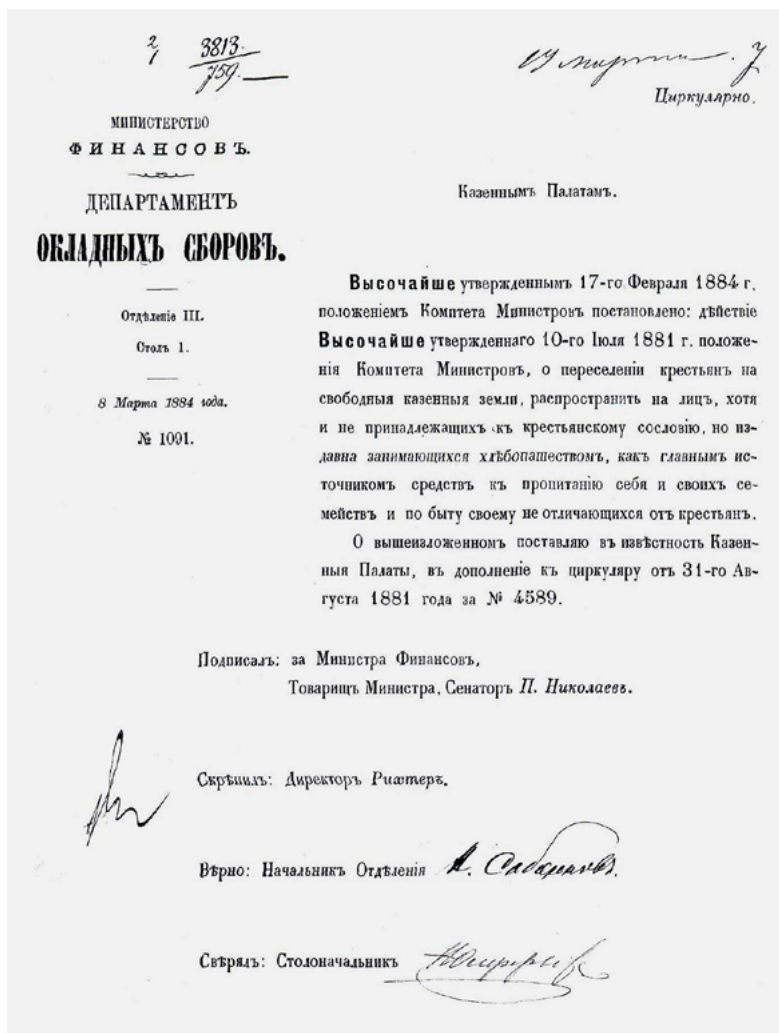 2/1 3813./759.
Циркулярно.
МИНИСТЕРСТВО
ФИНАНСОВЪ.
ДЕПАРТАМЕНТЪ
ОКЛАДНЫХЪ СБОРОВЪ.
Отдѣленіе III.
Столъ 1.
8 Марта 1884 года.
№ 1091.
Казеннымъ Палатамъ.
Высочайше утвержденнымъ 17-го Февраля 1884 г.
положеніемъ Комитета Министровъ постановлено: дѣйствіе
Высочайше утвержденнаго 10-го Іюля 1881 г. положе-
нія Комитета Министровъ, о переселеніи крестьянъ на
свободныя казенныя земли, распространить на лицъ, хотя
и не принадлежащихъ къ крестьянскому сословію, но из-
давна занимающихся хлѣбопашествомъ, какъ главнымъ ис-
точникомъ средствъ къ пропитанію себя и своихъ се-
мействъ и по быту своему не отличающихся отъ крестьянъ.
О вышеизложенномъ поставляю въ извѣстность Казен-
ныя Палаты, въ дополненіе къ циркуляру отъ 31-го Ав-
густа 1881 года за № 4589.
Подписалъ: за Министра Финансовъ,
Товарищъ Министра, Сенаторъ П. Николаевъ.
Скрѣпилъ: Директоръ Рихтеръ.
Вѣрно: Начальникъ Отдѣленія
Свѣрялъ: Столоначальникъ